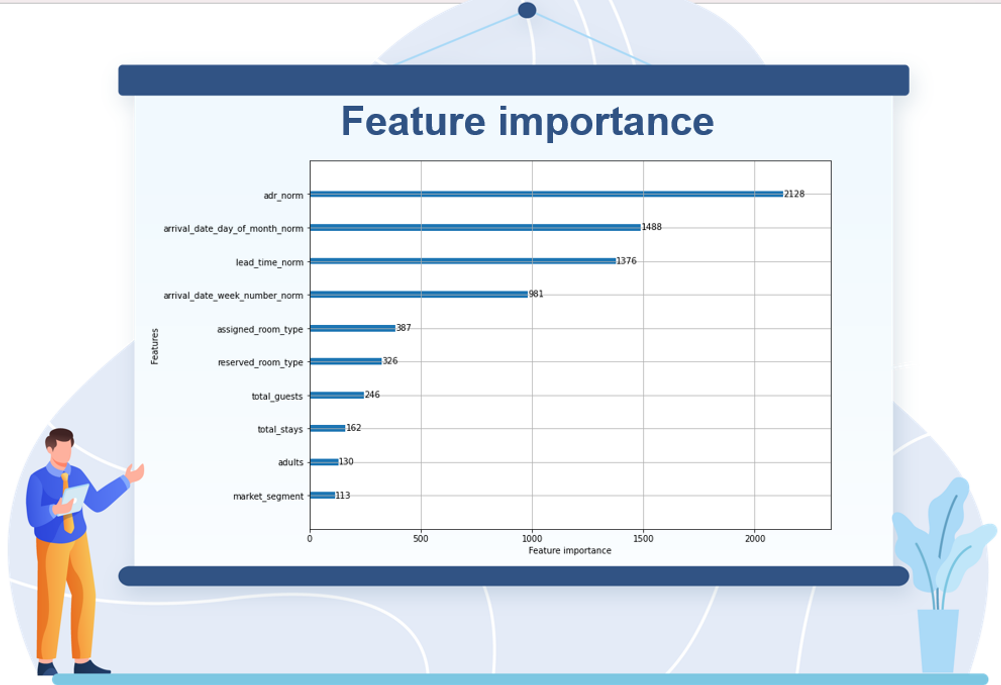 Feature importance
adr_norm 2128
arrival_date_day_of_month_norm 1488
lead_time_norm 1376
arrival_date_week_number_norm 981
assigned_room_type 387
Features
reserved_room_type 326
total_guests 246
total_stays 162
adults 130
market_segment 113
0 500 1000 1500 2000
Feature importance